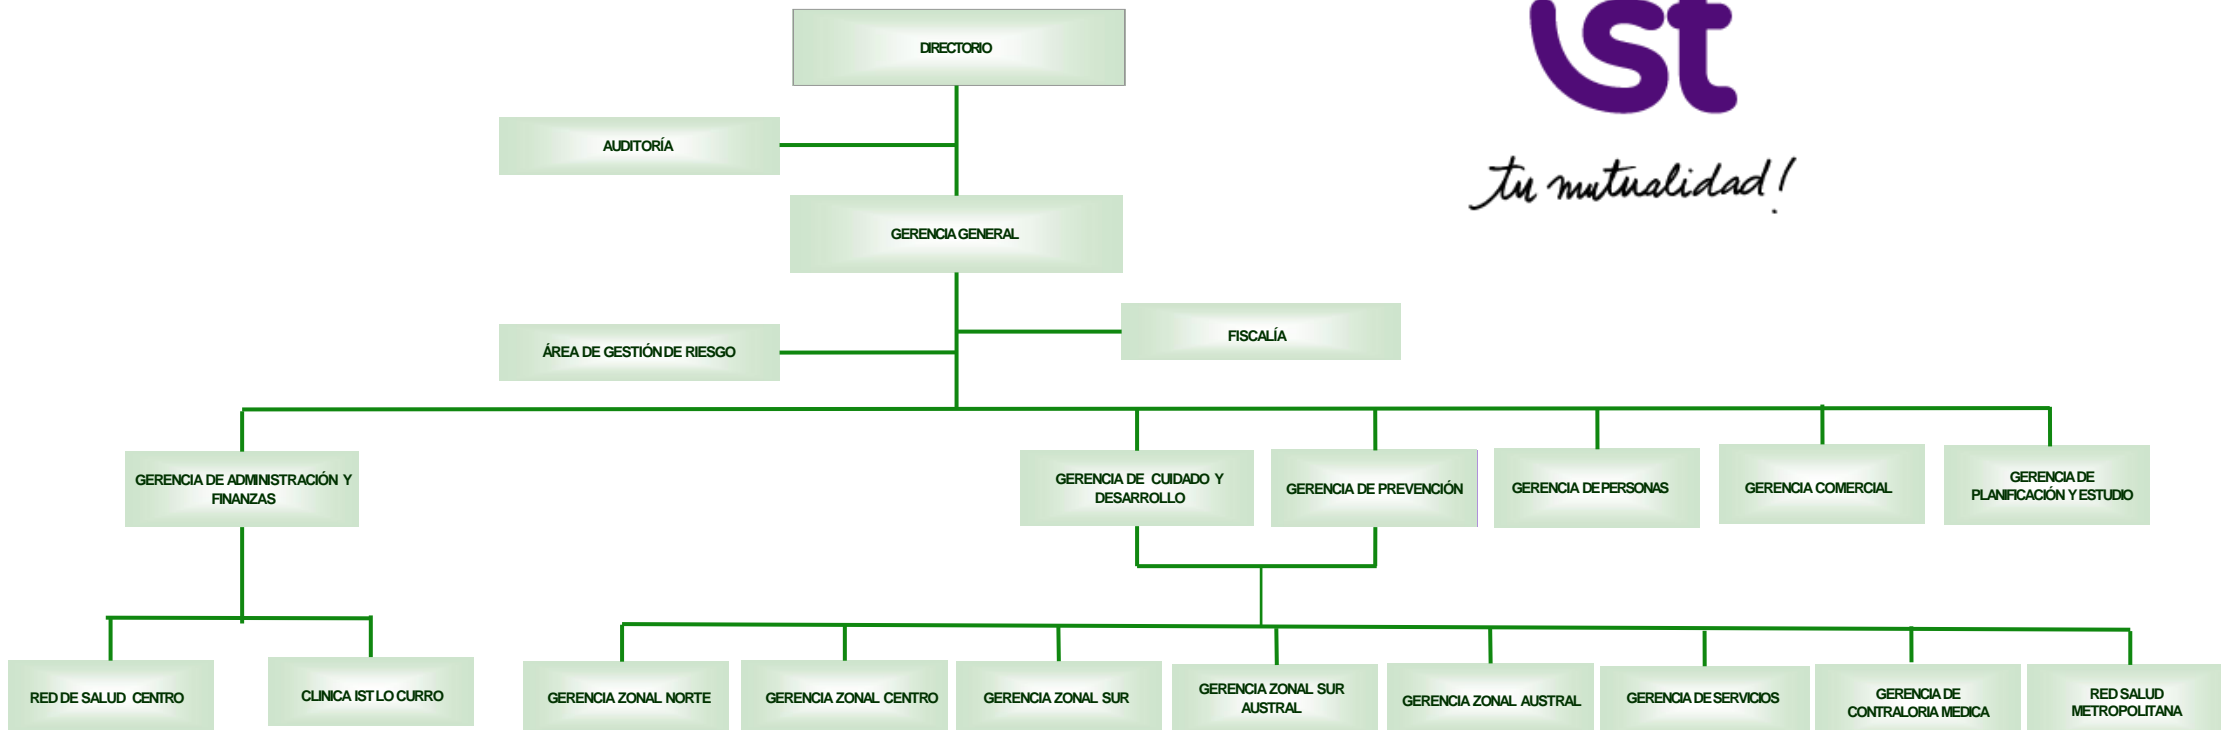 DIRECTORIO
ist
AUDITORÍA
tu mutualidad!
GERENCIA GENERAL
FISCALÍA
ÁREA DE GESTIÓN DE RIESGO
GERENCIA DE ADMINISTRACIÓN Y
FINANZAS
GERENCIA DE CUIDADO Y
DESARROLLO
GERENCIA DE PREVENCIÓN
GERENCIA DE PERSONAS
GERENCIA COMERCIAL
GERENCIA DE
PLANIFICACIÓN Y ESTUDIO
RED DE SALUD CENTRO
CLINICA IST LO CURRO
GERENCIA ZONAL NORTE
GERENCIA ZONAL CENTRO
GERENCIA ZONAL SUR
GERENCIA ZONAL SUR
AUSTRAL
GERENCIA ZONAL AUSTRAL
GERENCIA DE SERVICIOS
GERENCIA DE
CONTRALORIA MEDICA
RED SALUD
METROPOLITANA